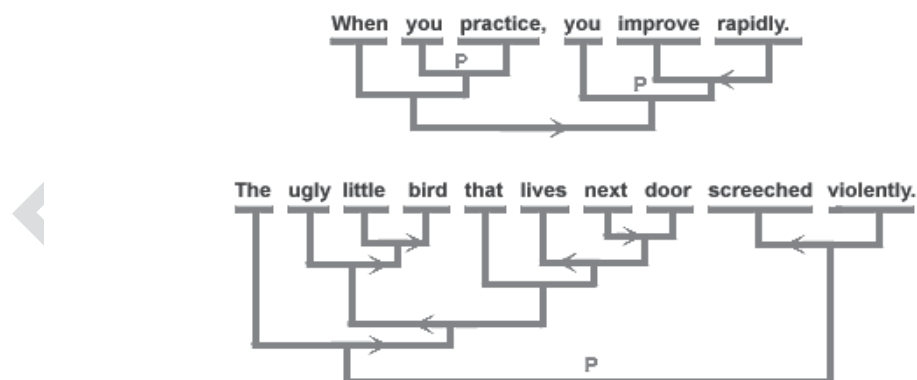 When you practice, you improve rapidly.
P
P
The ugly little bird that lives next door screeched violently.
P